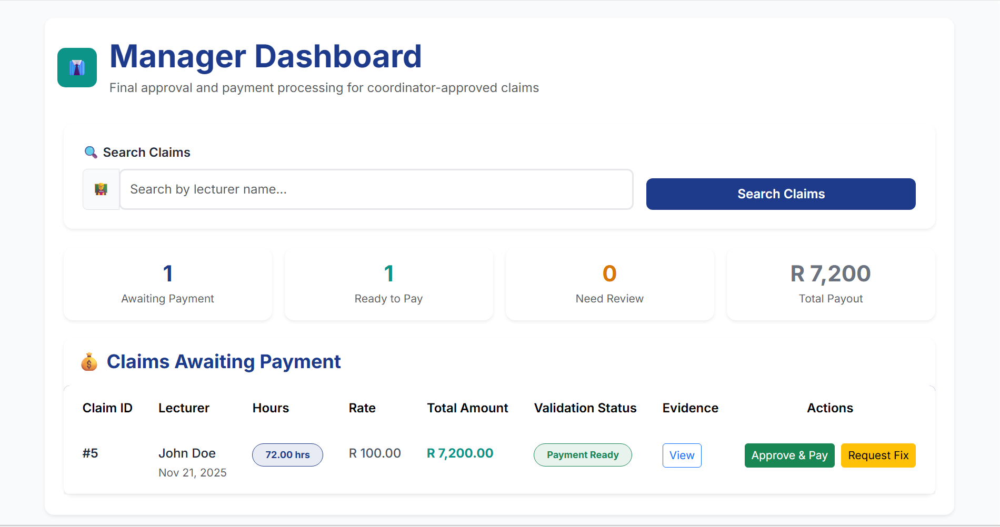 Manager Dashboard
Final approval and payment processing for coordinator-approved claims
Search Claims
Search by lecturer name...
Search Claims
1
Awaiting Payment
1
Ready to Pay
0
Need Review
R 7,200
Total Payout
Claims Awaiting Payment
Claim ID Lecturer Hours Rate Total Amount Validation Status Evidence Actions
#5 John Doe 72.00 hrs R 100.00 R 7,200.00 Payment Ready View Approve & Pay Request Fix
Nov 21, 2025